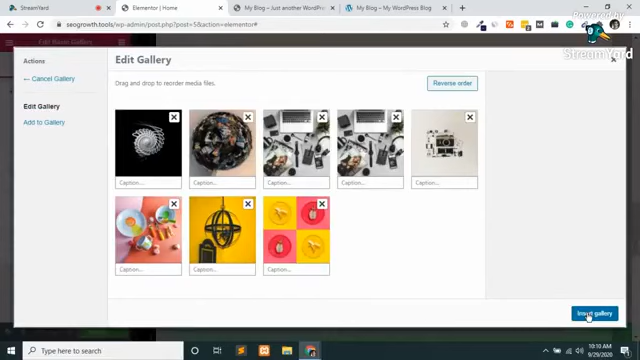 StreamYard
Elementor | Home
My Blog – Just another WordPr
My Blog – My WordPress Blog
seogrowth.tools/wp-admin/post.php?post=5&action=elementor#
Powered by
StreamYard
Actions
← Cancel Gallery
Edit Gallery
Add to Gallery
Edit Gallery
Drag and drop to reorder media files.
Reverse order
Caption...
Caption...
Caption...
Caption...
Caption...
Caption...
Caption...
Caption...
Insert gallery
Type here to search
10:10 AM
9/29/2020